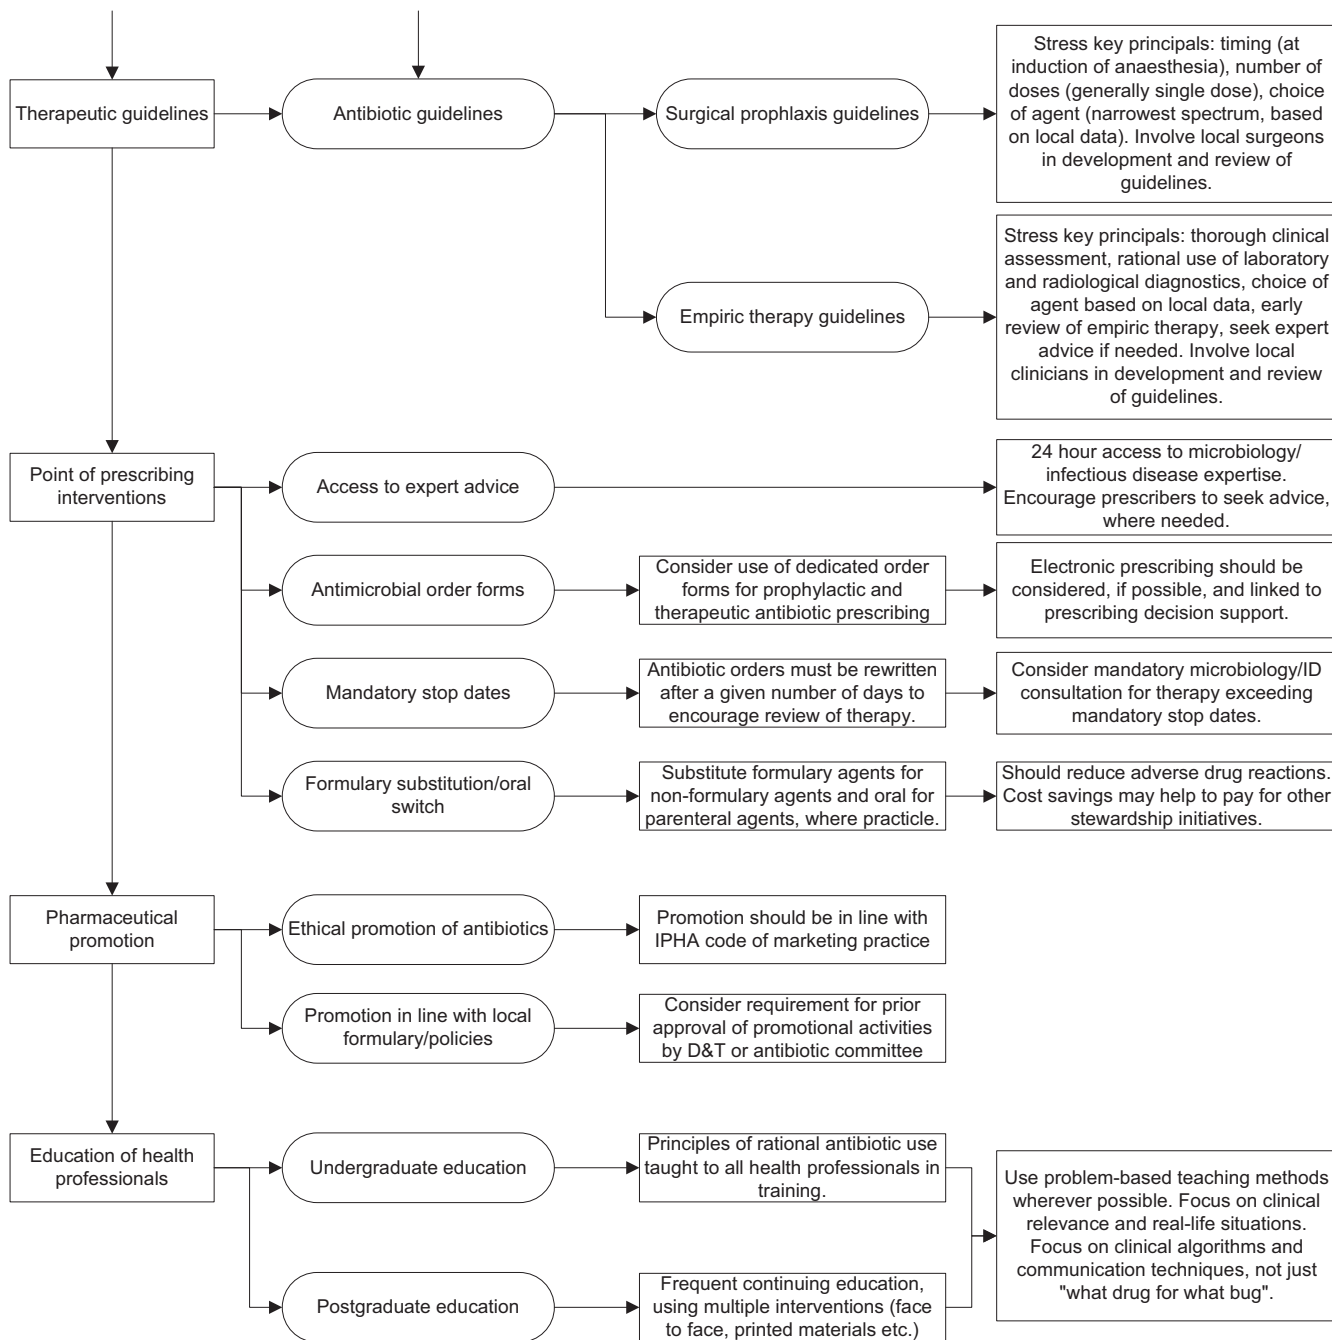 Therapeutic guidelines
Antibiotic guidelines
Surgical prophlaxis guidelines
Stress key principals: timing (at
induction of anaesthesia), number of
doses (generally single dose), choice
of agent (narrowest spectrum, based
on local data). Involve local surgeons
in development and review of
guidelines.
Empiric therapy guidelines
Stress key principals: thorough clinical
assessment, rational use of laboratory
and radiological diagnostics, choice of
agent based on local data, early
review of empiric therapy, seek expert
advice if needed. Involve local
clinicians in development and review
of guidelines.
Point of prescribing
interventions
Access to expert advice
24 hour access to microbiology/
infectious disease expertise.
Encourage prescribers to seek advice,
where needed.
Antimicrobial order forms
Consider use of dedicated order
forms for prophylactic and
therapeutic antibiotic prescribing
Electronic prescribing should be
considered, if possible, and linked to
prescribing decision support.
Mandatory stop dates
Antibiotic orders must be rewritten
after a given number of days to
encourage review of therapy.
Consider mandatory microbiology/ID
consultation for therapy exceeding
mandatory stop dates.
Formulary substitution/oral
switch
Substitute formulary agents for
non-formulary agents and oral for
parenteral agents, where practicle.
Should reduce adverse drug reactions.
Cost savings may help to pay for other
stewardship initiatives.
Pharmaceutical
promotion
Ethical promotion of antibiotics
Promotion should be in line with
IPHA code of marketing practice
Promotion in line with local
formulary/policies
Consider requirement for prior
approval of promotional activities
by D&T or antibiotic committee
Education of health
professionals
Undergraduate education
Principles of rational antibiotic use
taught to all health professionals in
training.
Use problem-based teaching methods
wherever possible. Focus on clinical
relevance and real-life situations.
Focus on clinical algorithms and
communication techniques, not just
"what drug for what bug".
Postgraduate education
Frequent continuing education,
using multiple interventions (face
to face, printed materials etc.)